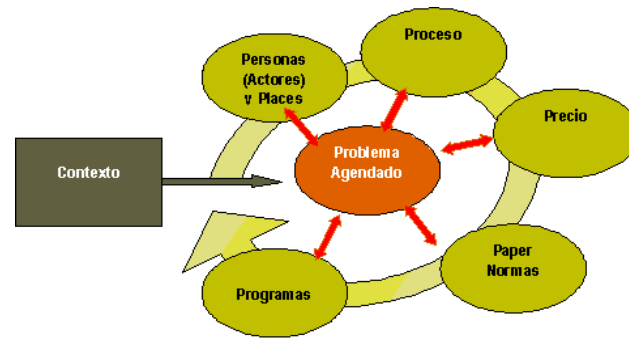 Proceso
Personas
(Actores)
y Places
Precio
Problema
Agendado
Contexto
Paper
Normas
Programas